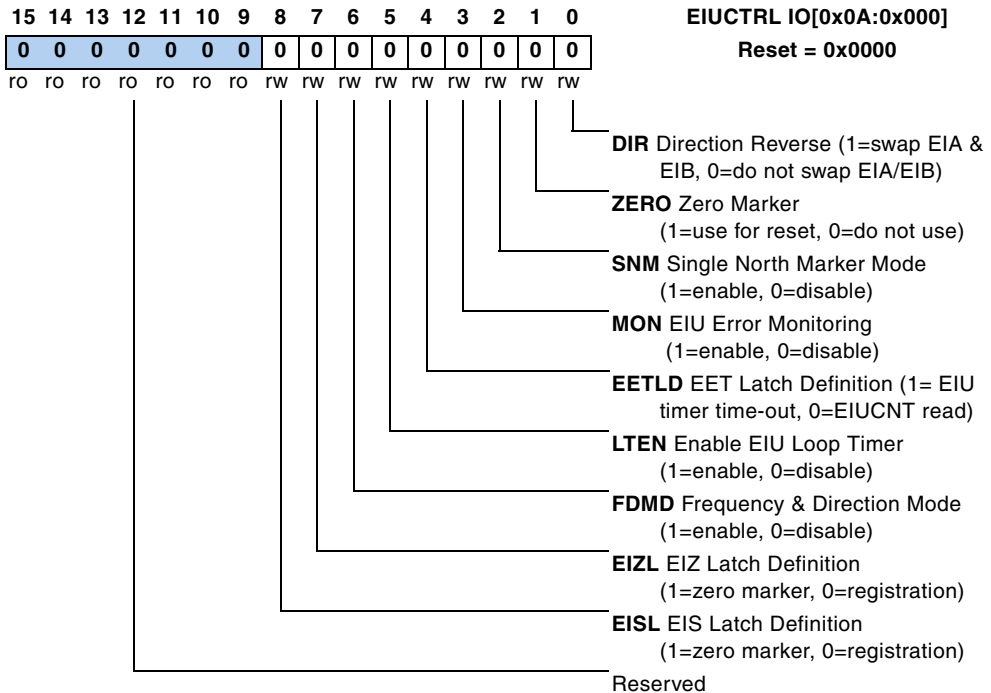 15 14 13 12 11 10 9 8 7 6 5 4 3 2 1 0 EIUCTRL IO[0x0A:0x000]
0 0 0 0 0 0 0 0 0 0 0 0 0 0 0 0 Reset = 0x0000
ro ro ro ro ro ro ro rw rw rw rw rw rw rw rw rw
DIR Direction Reverse (1=swap EIA &
EIB, 0=do not swap EIA/EIB)
ZERO Zero Marker
(1=use for reset, 0=do not use)
SNM Single North Marker Mode
(1=enable, 0=disable)
MON EIU Error Monitoring
(1=enable, 0=disable)
EETLD EET Latch Definition (1= EIU
timer time-out, 0=EIUCNT read)
LTEN Enable EIU Loop Timer
(1=enable, 0=disable)
FDMD Frequency & Direction Mode
(1=enable, 0=disable)
EIZL EIZ Latch Definition
(1=zero marker, 0=registration)
EISL EIS Latch Definition
(1=zero marker, 0=registration)
Reserved